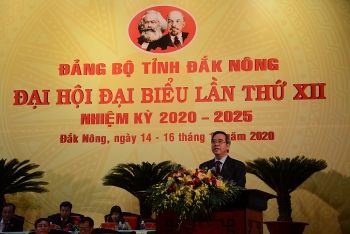 ĐẢNG BỘ TỈNH ĐẮK NÔNG
ĐẠI HỘI ĐẠI BIỂU LẦN THỨ XII
NHIỆM KỲ 2020 - 2025
Đắk Nông, ngày 14 - 16 tháng 2020